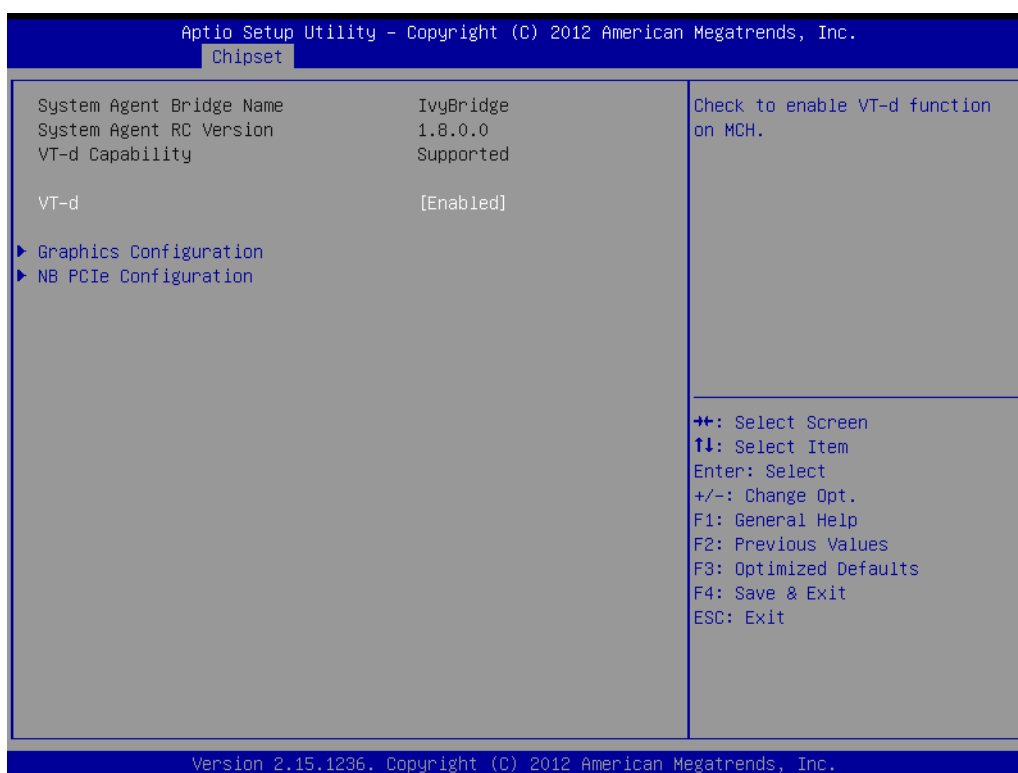 Aptio Setup Utility – Copyright (C) 2012 American Megatrends, Inc.
Chipset
System Agent Bridge Name IvyBridge
System Agent RC Version 1.8.0.0
VT-d Capability Supported
VT-d [Enabled]
Graphics Configuration
NB PCIe Configuration
Check to enable VT-d function
on MCH.
→←: Select Screen
↑↓: Select Item
Enter: Select
+/-: Change Opt.
F1: General Help
F2: Previous Values
F3: Optimized Defaults
F4: Save & Exit
ESC: Exit
Version 2.15.1236. Copyright (C) 2012 American Megatrends, Inc.